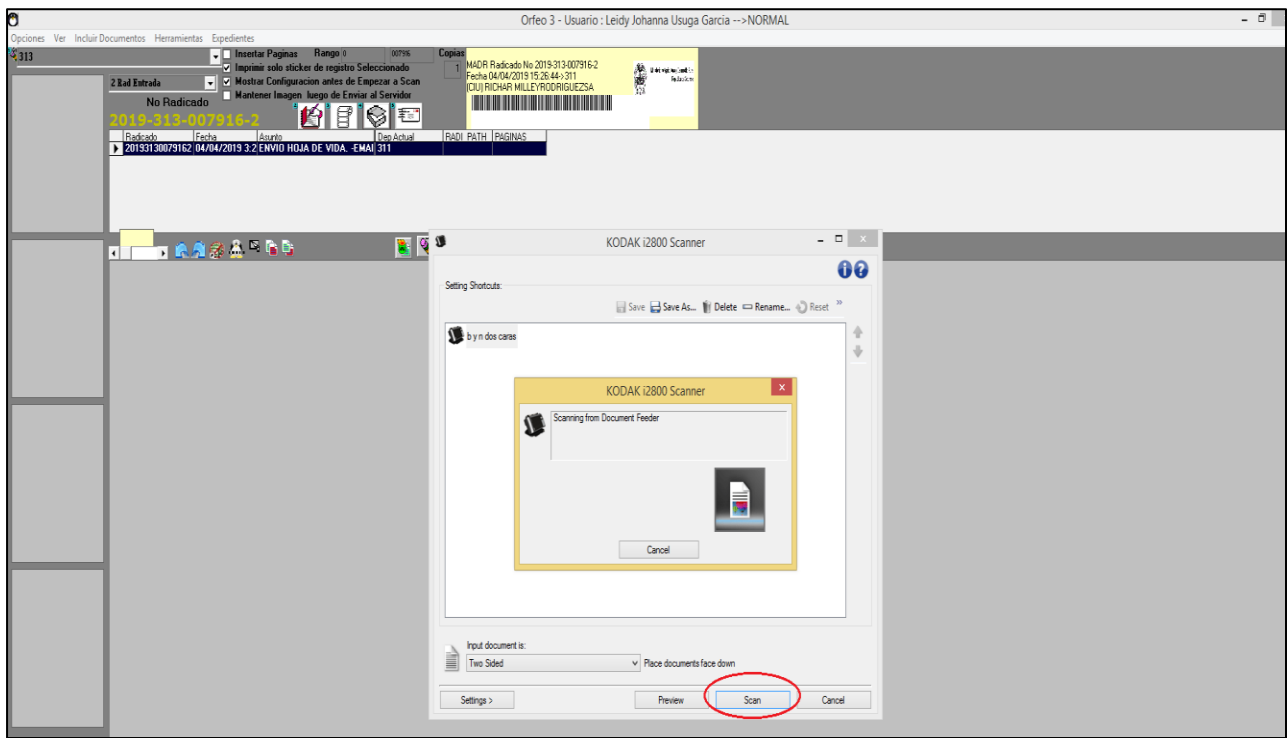 Orfeo 3 - Usuario : Leidy Johanna Usuga Garcia -->NORMAL
Opciones Ver Incluir Documentos Herramientas Expedientes
313
Insertar Paginas Rango 0 007916 Copias
Imprimir solo sticker de registro Seleccionado 1
2 Rad Entrada
Mostrar Configuracion antes de Empezar a Scan
Mantener Imagen luego de Enviar al Servidor
No Radicado
2019-313-007916-2
MADR Radicado No 2019-313-007916-2
Fecha 04/04/2019 15:26:44->311
(CIU) RICHAR MILLEYRODRIGUEZSA
Radicado Fecha Asunto Dep Actual RADI PATH PAGINAS
20193130079162 04/04/2019 3:2 ENVIO HOJA DE VIDA. -EMAI 311
KODAK i2800 Scanner
Setting Shortcuts:
Save Save As... Delete Rename... Reset
b y n dos caras
KODAK i2800 Scanner
Scanning from Document Feeder
Cancel
Input document is:
Two Sided Place documents face down
Settings > Preview Scan Cancel